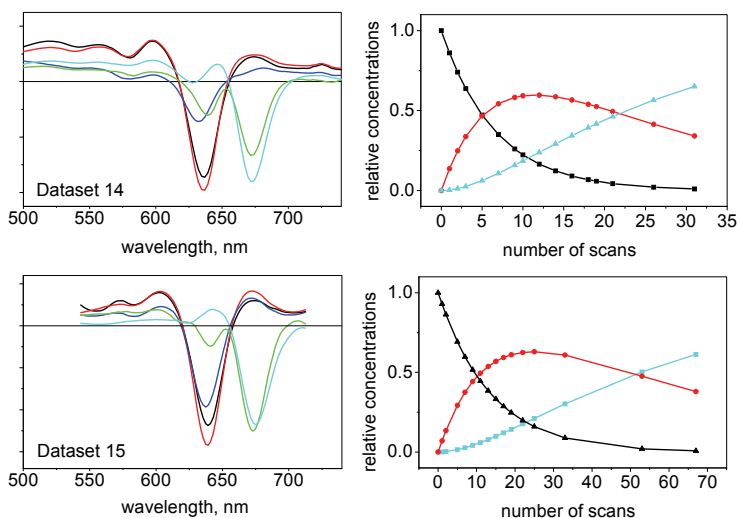 Dataset 14
500 550 600 650 700
wavelength, nm
relative concentrations
1.0
0.5
0.0
0 5 10 15 20 25 30 35
number of scans
Dataset 15
500 550 600 650 700
wavelength, nm
relative concentrations
1.0
0.5
0.0
0 10 20 30 40 50 60 70
number of scans